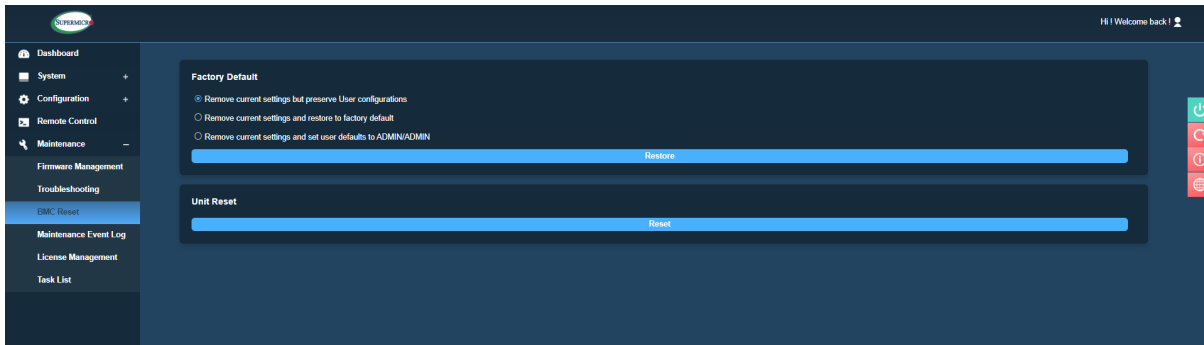 SUPERMICR
Hi ! Welcome back !
Dashboard
System +
Configuration +
Remote Control
Maintenance –
Firmware Management
Troubleshooting
BMC Reset
Maintenance Event Log
License Management
Task List
Factory Default
Remove current settings but preserve User configurations
Remove current settings and restore to factory default
Remove current settings and set user defaults to ADMIN/ADMIN
Restore
Unit Reset
Reset